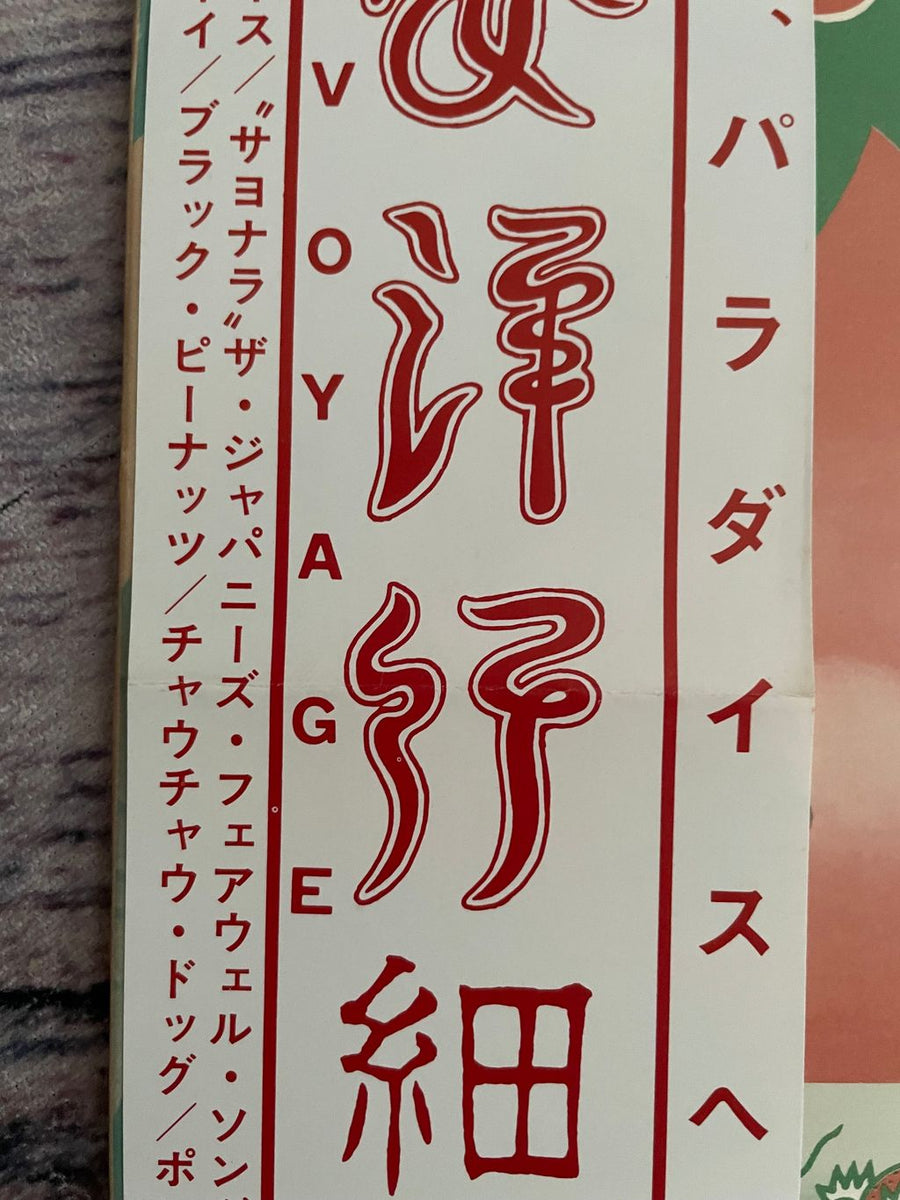 、パラダイスへ
安洋行細
VOYAGE
ス/〝サヨナラ〟ザ・ジャパニーズ・フェアウェル・ソン
イ/ブラック・ピーナッツ/チャウチャウ・ドッグ/ポ